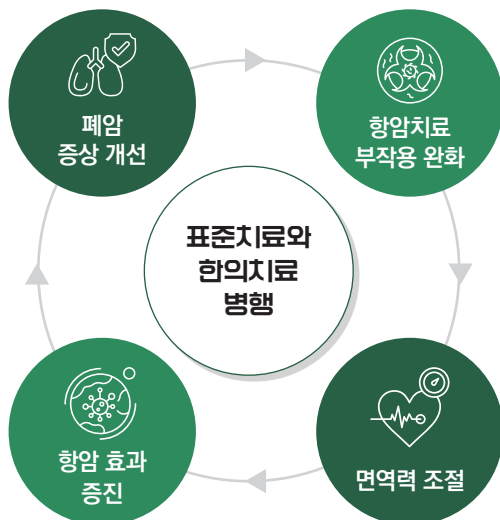 폐암
증상 개선
항암치료
부작용 완화
표준치료와
한의치료
병행
항암 효과
증진
면역력 조절